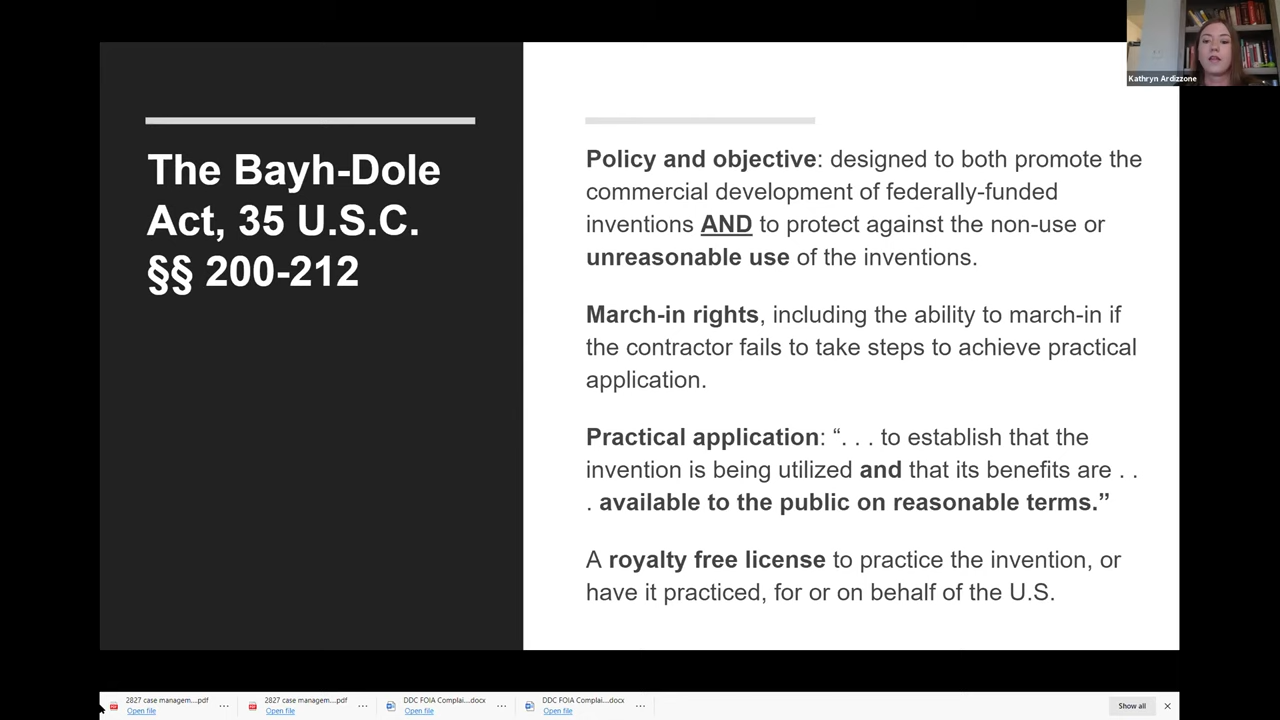 Kathryn Ardizzone
The Bayh-Dole
Act, 35 U.S.C.
§§ 200-212
Policy and objective: designed to both promote the
commercial development of federally-funded
inventions AND to protect against the non-use or
unreasonable use of the inventions.
March-in rights, including the ability to march-in if
the contractor fails to take steps to achieve practical
application.
Practical application: “. . . to establish that the
invention is being utilized and that its benefits are . .
. available to the public on reasonable terms.”
A royalty free license to practice the invention, or
have it practiced, for or on behalf of the U.S.
2827 case managem....pdf
Open file
2827 case managem....pdf
Open file
DDC FOIA Complai....docx
Open file
DDC FOIA Complai....docx
Open file
Show all